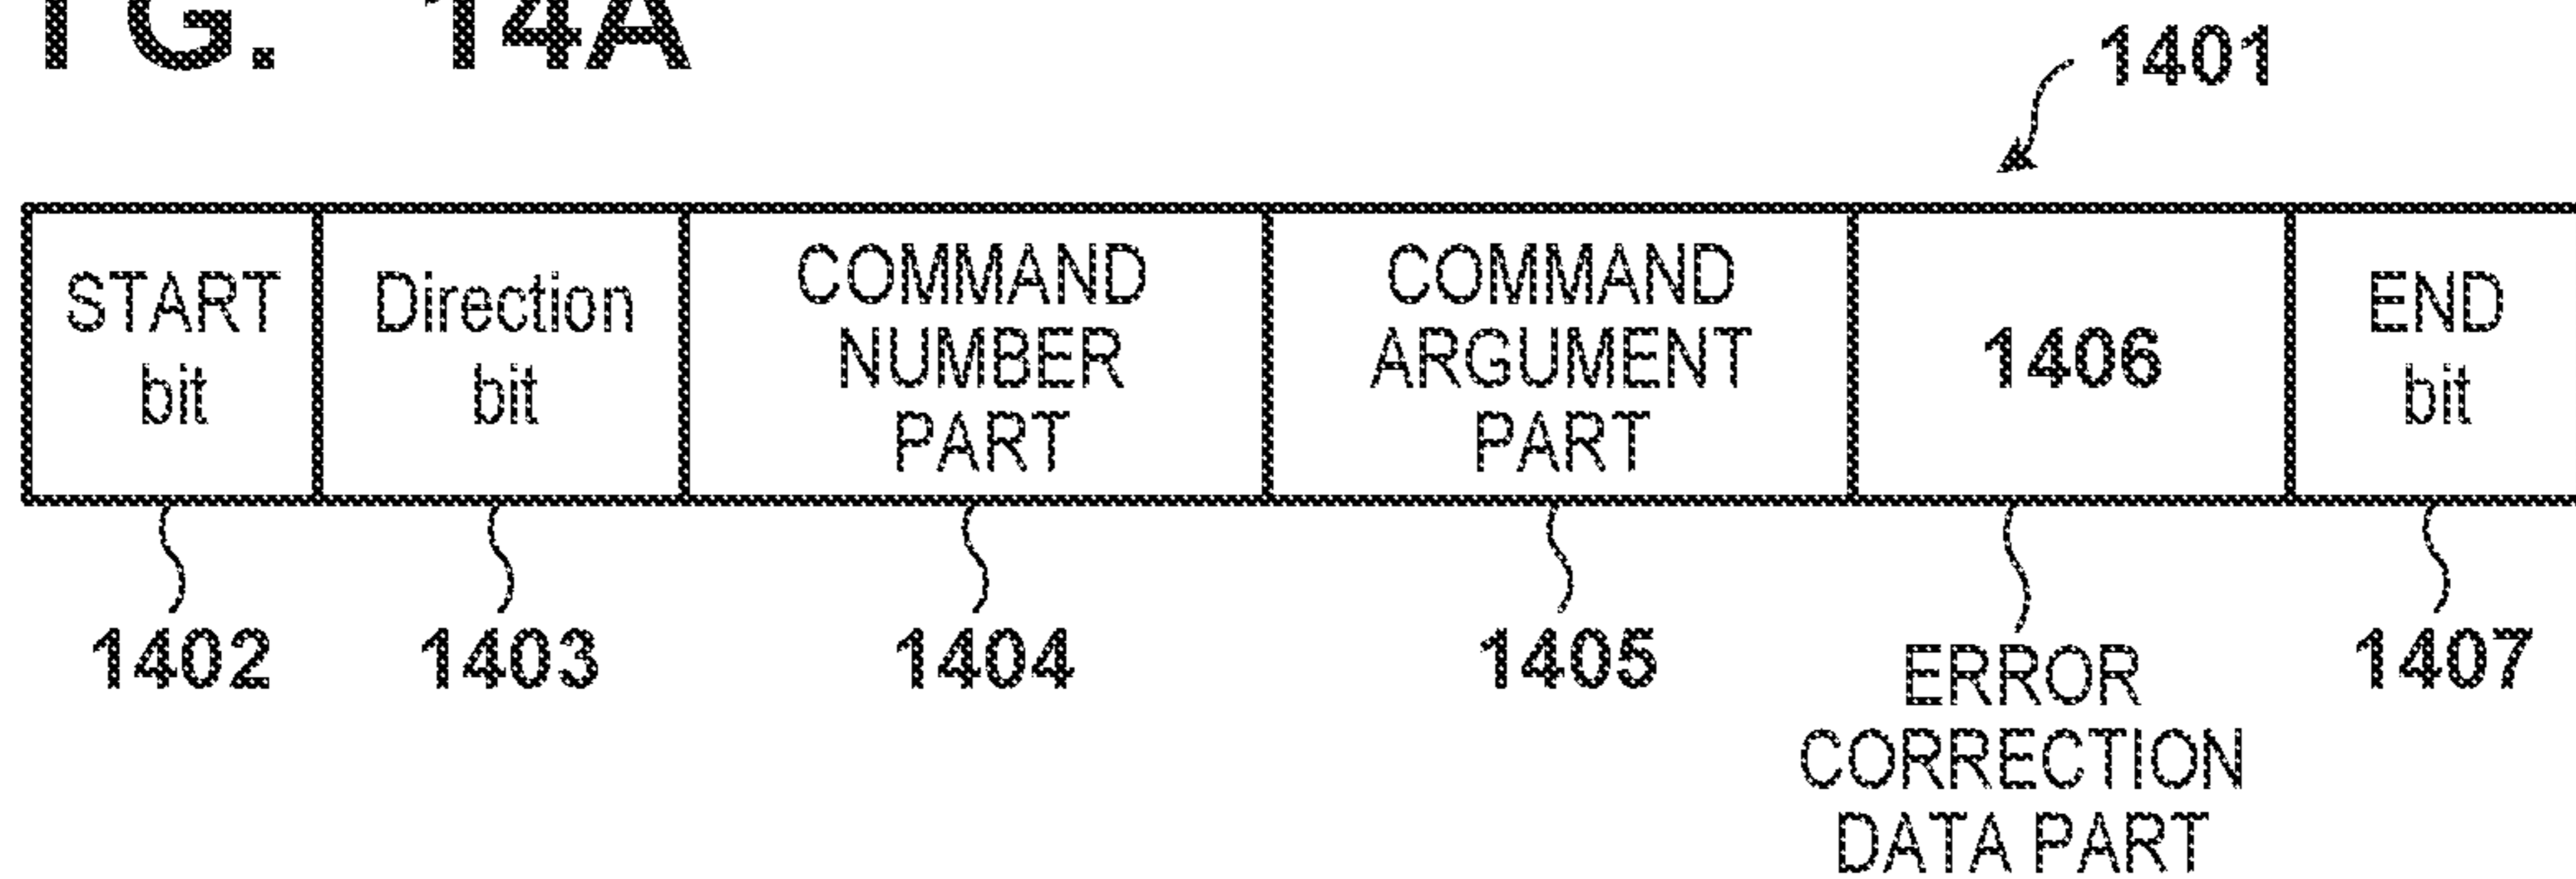 FIG. 14A
1401
START
bit
Direction
bit
COMMAND
NUMBER
PART
COMMAND
ARGUMENT
PART
1406
END
bit
1402
1403
1404
1405
ERROR
CORRECTION
DATA PART
1407